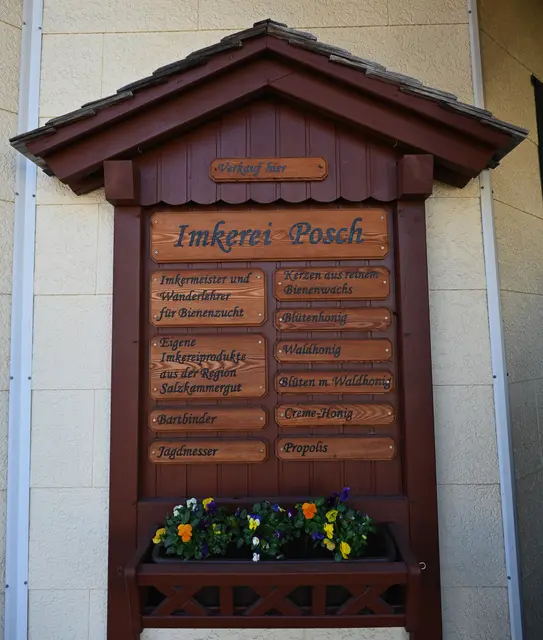 Verkauf hier
Imkerei Posch
Imkermeister und
Wanderlehrer
für Bienenzucht
Eigene
Imkereiprodukte
aus der Region
Salzkammergut
Bartbinder
Jagdmesser
Kerzen aus reinem
Bienenwachs
Blütenhonig
Waldhonig
Blüten m. Waldhonig
Creme-Honig
Propolis